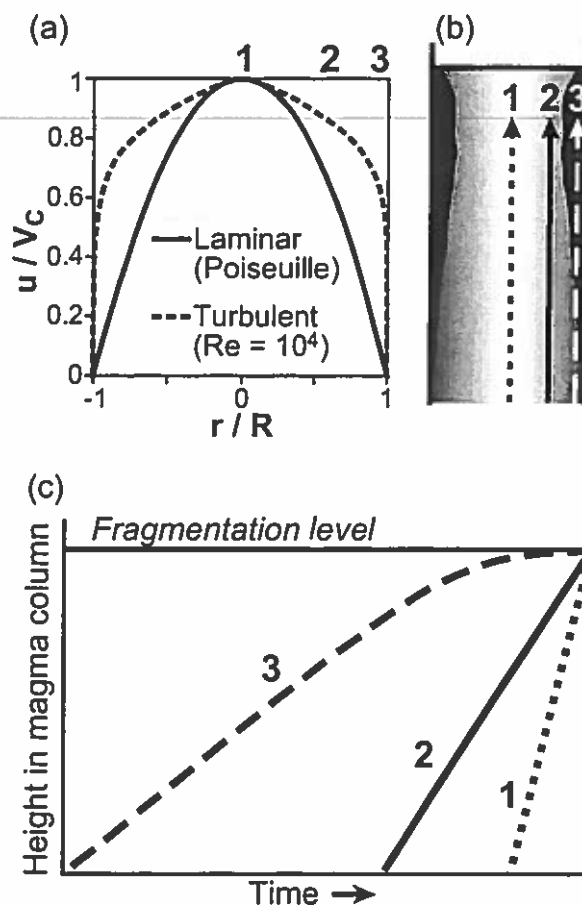 (a)
1 2 3
1
0.8
0.6
0.4
0.2
0
u / Vc
Laminar
(Poiseuille)
Turbulent
(Re = 10⁴)
-1 0 1
r / R
(b)
1 2 3
(c)
Fragmentation level
3
2
1
Height in magma column
Time →